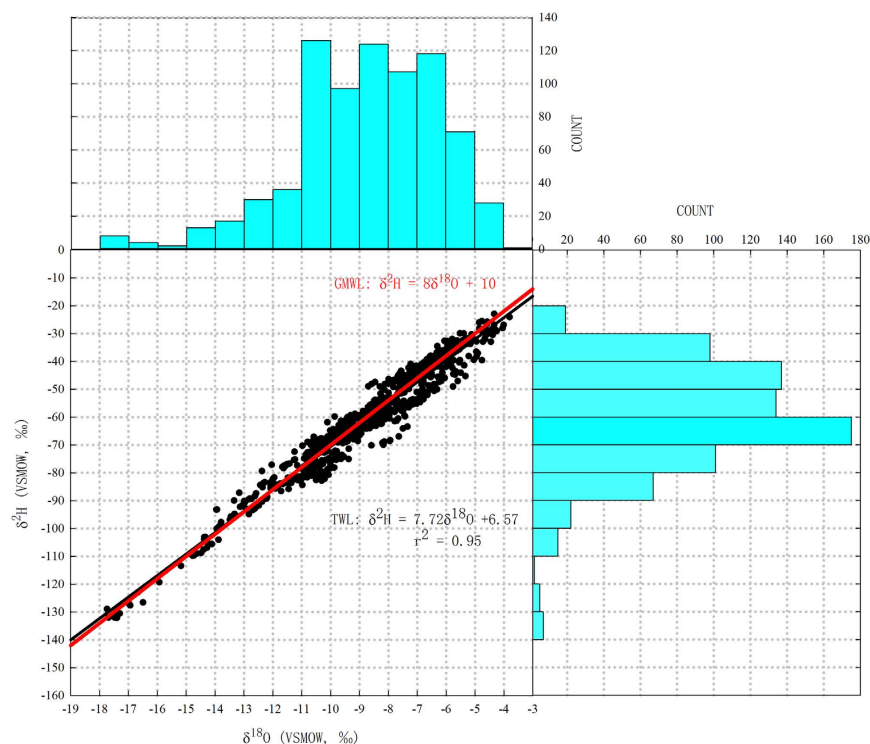 140
120
100
80
60
40
20
0
COUNT
0
COUNT
20 40 60 80 100 120 140 160 180
-10
-20
-30
-40
-50
-60
-70
-80
-90
-100
-110
-120
-130
-140
-150
-160
δ²H (VSMOW, ‰)
GMWL: δ²H = 8δ¹⁸O + 10
TWL: δ²H = 7.72δ¹⁸O +6.57
r² = 0.95
-19 -18 -17 -16 -15 -14 -13 -12 -11 -10 -9 -8 -7 -6 -5 -4 -3
δ¹⁸O (VSMOW, ‰)